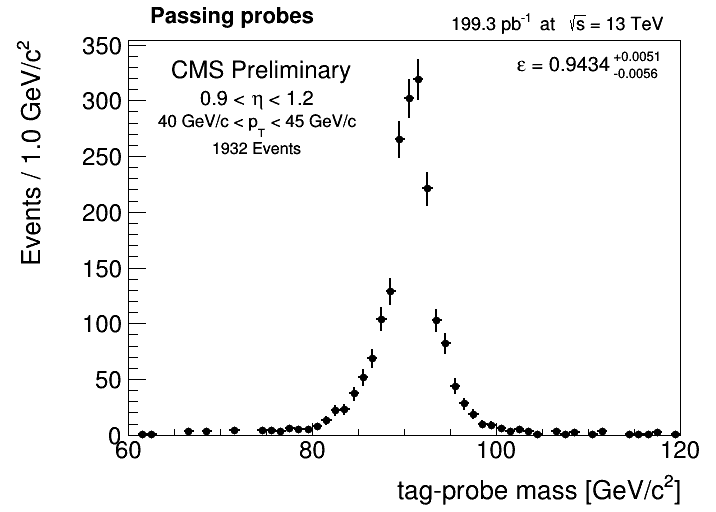 Passing probes
199.3 pb⁻¹ at √s = 13 TeV
CMS Preliminary
0.9 < η < 1.2
40 GeV/c < p_T < 45 GeV/c
1932 Events
ε = 0.9434 +0.0051 -0.0056
Events / 1.0 GeV/c²
350
300
250
200
150
100
50
0
60 80 100 120
tag-probe mass [GeV/c²]